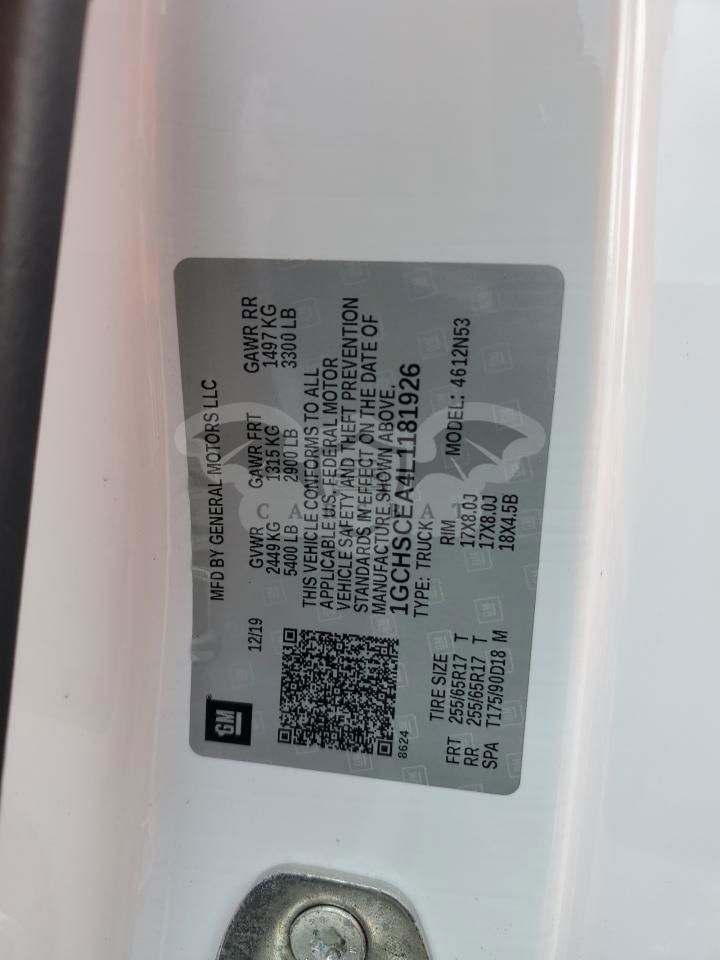 GM
MFD BY GENERAL MOTORS LLC
12/19
GVWR GAWR FRT GAWR RR
2449 KG 1315 KG 1497 KG
5400 LB 2900 LB 3300 LB
THIS VEHICLE CONFORMS TO ALL
APPLICABLE U.S. FEDERAL MOTOR
VEHICLE SAFETY AND THEFT PREVENTION
STANDARDS IN EFFECT ON THE DATE OF
MANUFACTURE SHOWN ABOVE.
1GCHSCEA4L1181926
TYPE: TRUCK MODEL: 4612N53
8624
TIRE SIZE RIM
FRT 255/65R17 T 17X8.0J
RR 255/65R17 T 17X8.0J
SPA T175/90D18 M 18X4.5B